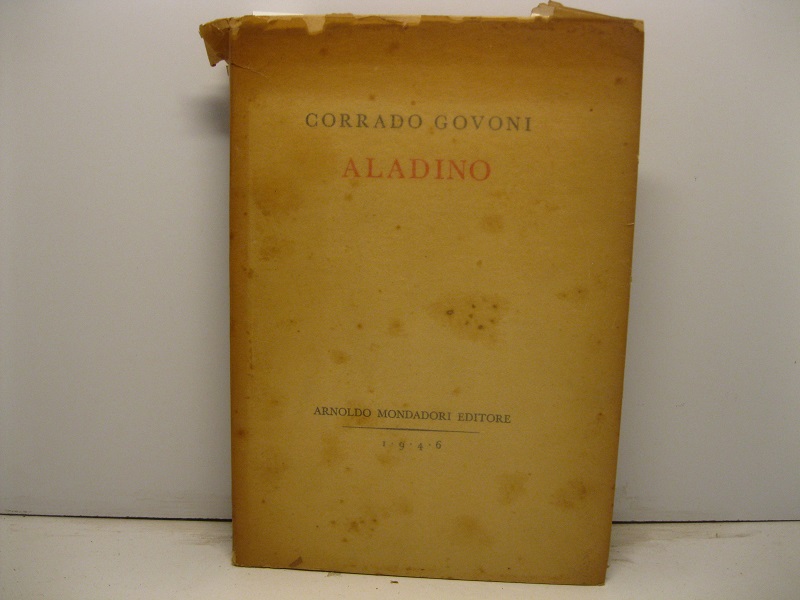 CORRADO GOVONI
ALADINO
ARNOLDO MONDADORI EDITORE
1·9·4·6